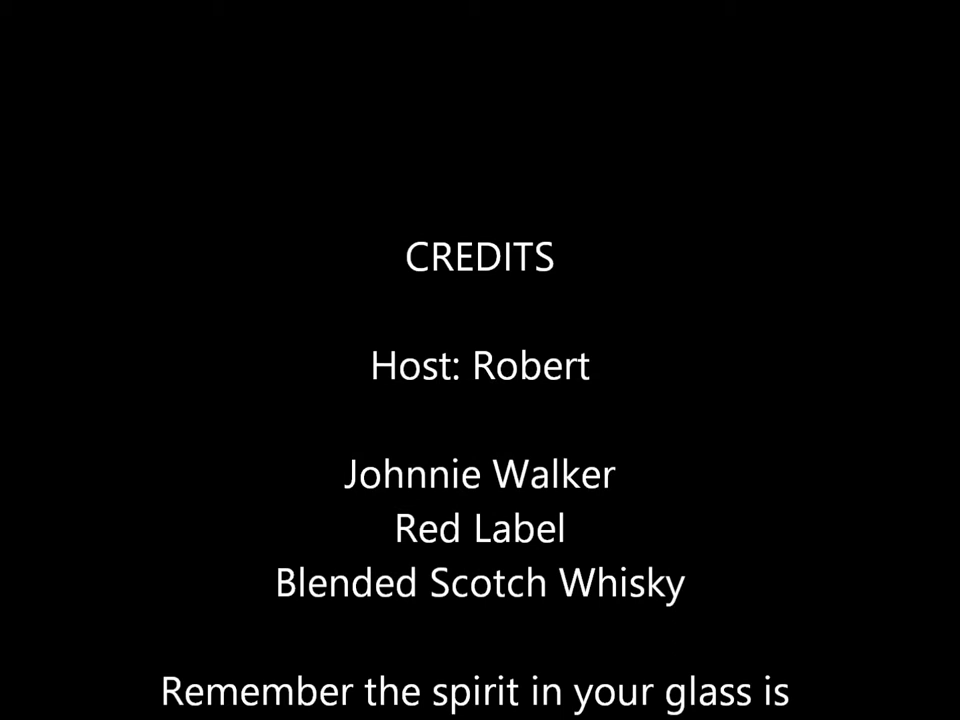 CREDITS
Host: Robert
Johnnie Walker
Red Label
Blended Scotch Whisky
Remember the spirit in your glass is